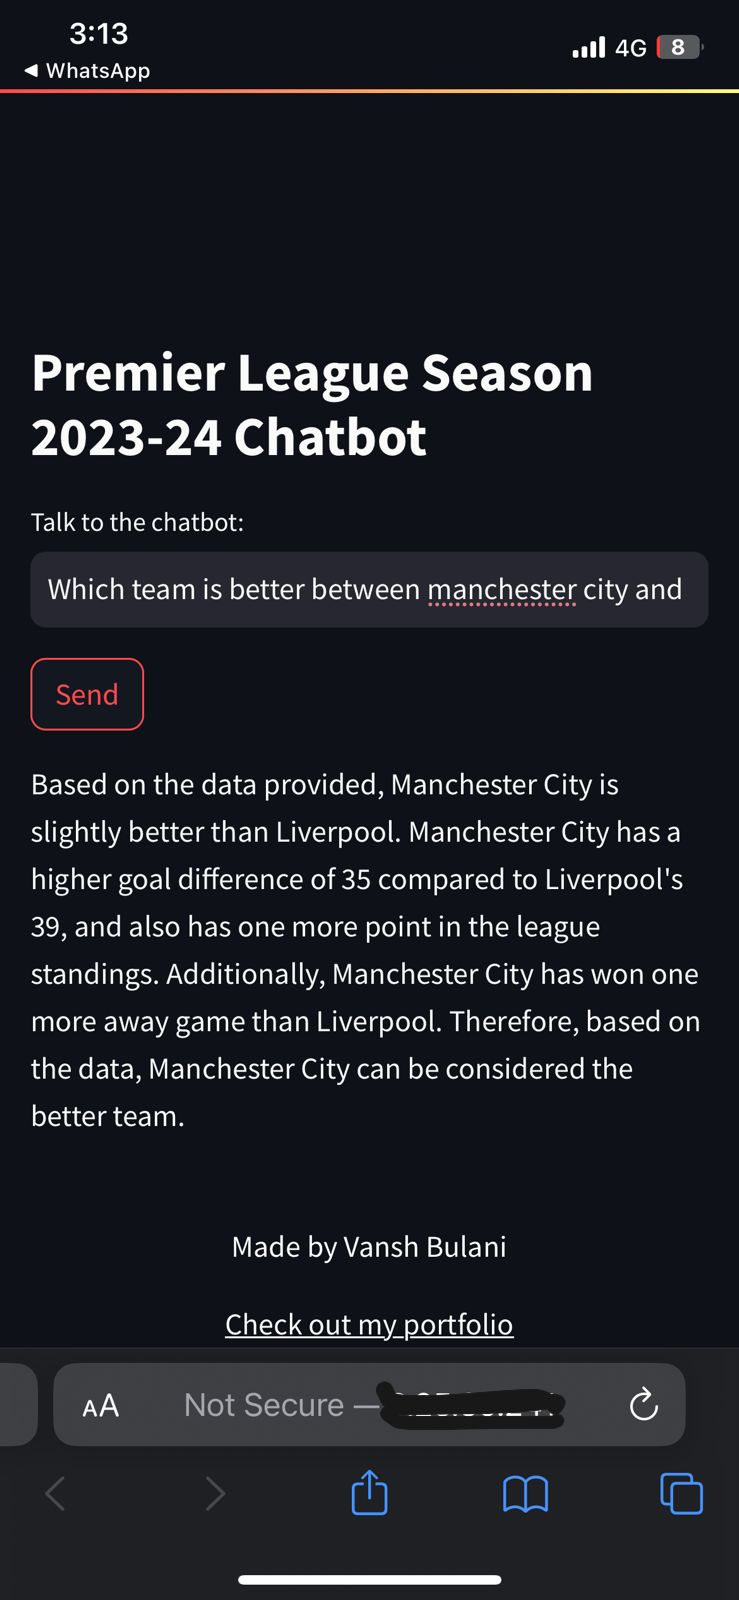 3:13
4G 8
◀ WhatsApp
Premier League Season
2023-24 Chatbot
Talk to the chatbot:
Which team is better between manchester city and
Send
Based on the data provided, Manchester City is
slightly better than Liverpool. Manchester City has a
higher goal difference of 35 compared to Liverpool's
39, and also has one more point in the league
standings. Additionally, Manchester City has won one
more away game than Liverpool. Therefore, based on
the data, Manchester City can be considered the
better team.
Made by Vansh Bulani
Check out my portfolio
AA Not Secure —